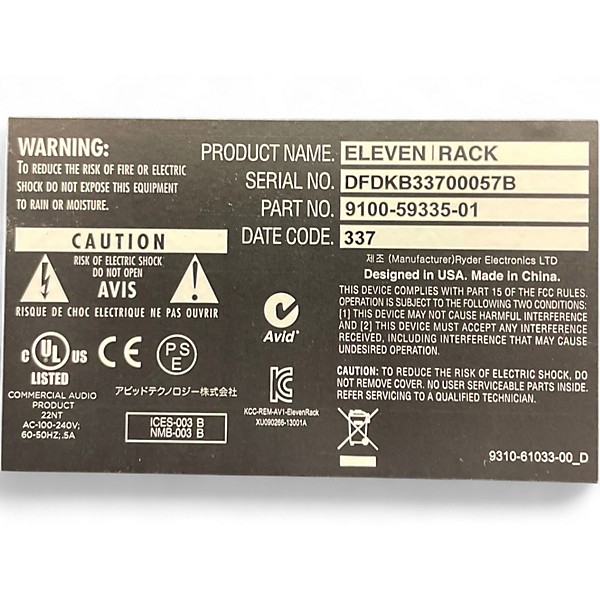 WARNING:
TO REDUCE THE RISK OF FIRE OR ELECTRIC
SHOCK DO NOT EXPOSE THIS EQUIPMENT
TO RAIN OR MOISTURE.
CAUTION
RISK OF ELECTRIC SHOCK
DO NOT OPEN
AVIS
RISQUE DE CHOC ELECTRIQUE NE PAS OUVRIR
C UL US
LISTED
COMMERCIAL AUDIO
PRODUCT
22NT
AC-100-240V;
60-50HZ;.5A
CE
PSE
アビッドテクノロジー株式会社
ICES-003 B
NMB-003 B
PRODUCT NAME. ELEVEN|RACK
SERIAL NO. DFDKB33700057B
PART NO. 9100-59335-01
DATE CODE. 337
제조 (Manufacturer)Ryder Electronics LTD
Designed in USA. Made in China.
Avid®
THIS DEVICE COMPLIES WITH PART 15 OF THE FCC RULES.
OPERATION IS SUBJECT TO THE FOLLOWING TWO CONDITIONS:
[1] THIS DEVICE MAY NOT CAUSE HARMFUL INTERFERENCE
AND [2] THIS DEVICE MUST ACCEPT ANY INTERFERENCE
RECEIVED, INCLUDING INTERFERENCE THAT MAY CAUSE
UNDESIRED OPERATION.
KCC-REM-AV1-ElevenRack
XU090266-13001A
CAUTION: TO REDUCE THE RISK OF ELECTRIC SHOCK, DO
NOT REMOVE COVER. NO USER SERVICEABLE PARTS INSIDE.
REFER SERVICING TO A QUALIFIED TECHNICIAN.
9310-61033-00_D